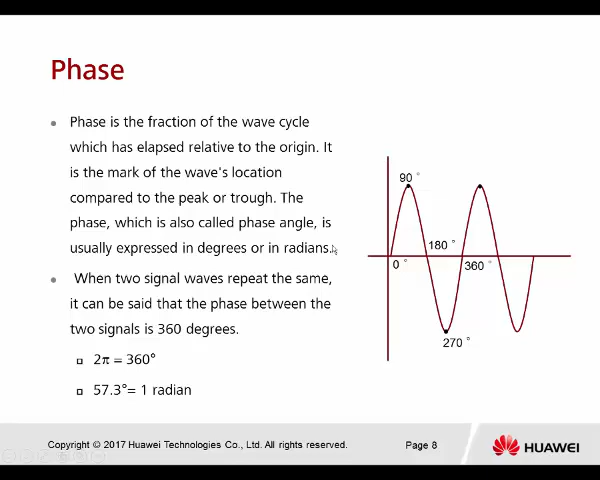 Phase
Phase is the fraction of the wave cycle
which has elapsed relative to the origin. It
is the mark of the wave's location
compared to the peak or trough. The
phase, which is also called phase angle, is
usually expressed in degrees or in radians.
When two signal waves repeat the same,
it can be said that the phase between the
two signals is 360 degrees.
2π = 360°
57.3°= 1 radian
90 °
180 °
0 °
360 °
270 °
Copyright © 2017 Huawei Technologies Co., Ltd. All rights reserved.
Page 8
HUAWEI